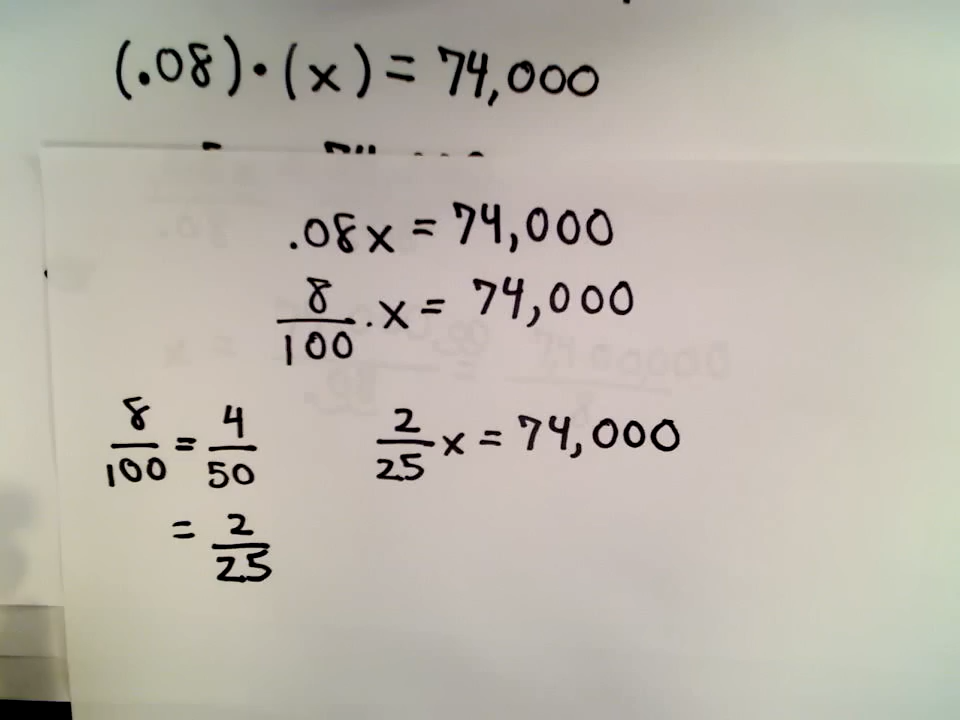 (.08)·(x) = 74,000
.08x = 74,000
8/100 · x = 74,000
8/100 = 4/50
= 2/25
2/25 x = 74,000